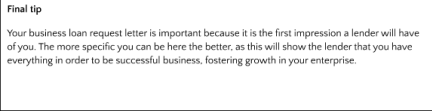 Final tip
Your business loan request letter is important because it is the first impression a lender will have
of you. The more specific you can be here the better, as this will show the lender that you have
everything in order to be successful business, fostering growth in your enterprise.